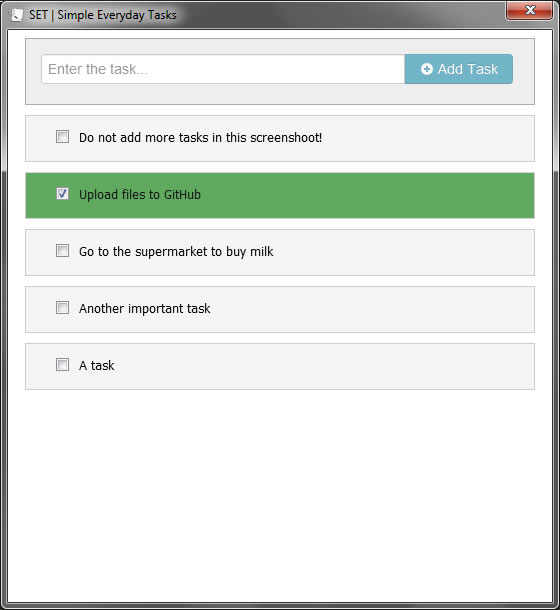 SET | Simple Everyday Tasks
Enter the task...
Add Task
Do not add more tasks in this screenshoot!
Upload files to GitHub
Go to the supermarket to buy milk
Another important task
A task